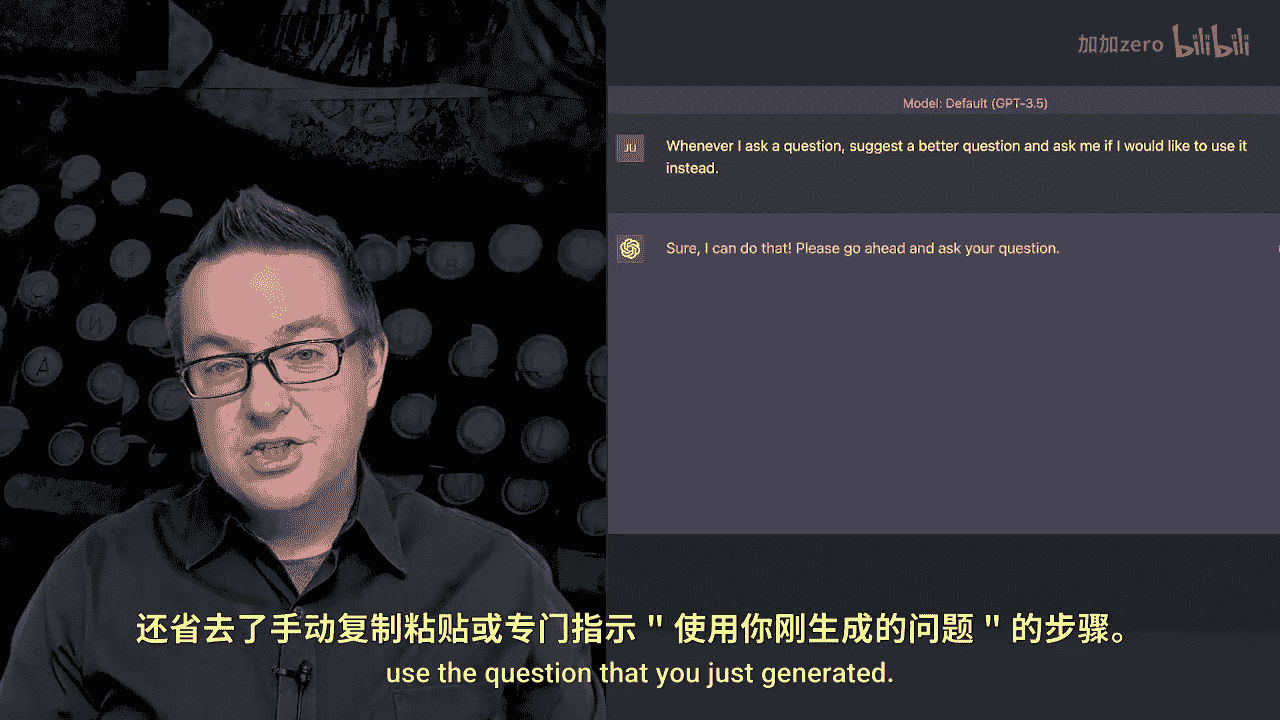 加加zero bilibili
Model: Default (GPT-3.5)
JU
Whenever I ask a question, suggest a better question and ask me if I would like to use it
instead.
Sure, I can do that! Please go ahead and ask your question.
还省去了手动复制粘贴或专门指示 " 使用你刚生成的问题 " 的步骤。
use the question that you just generated.